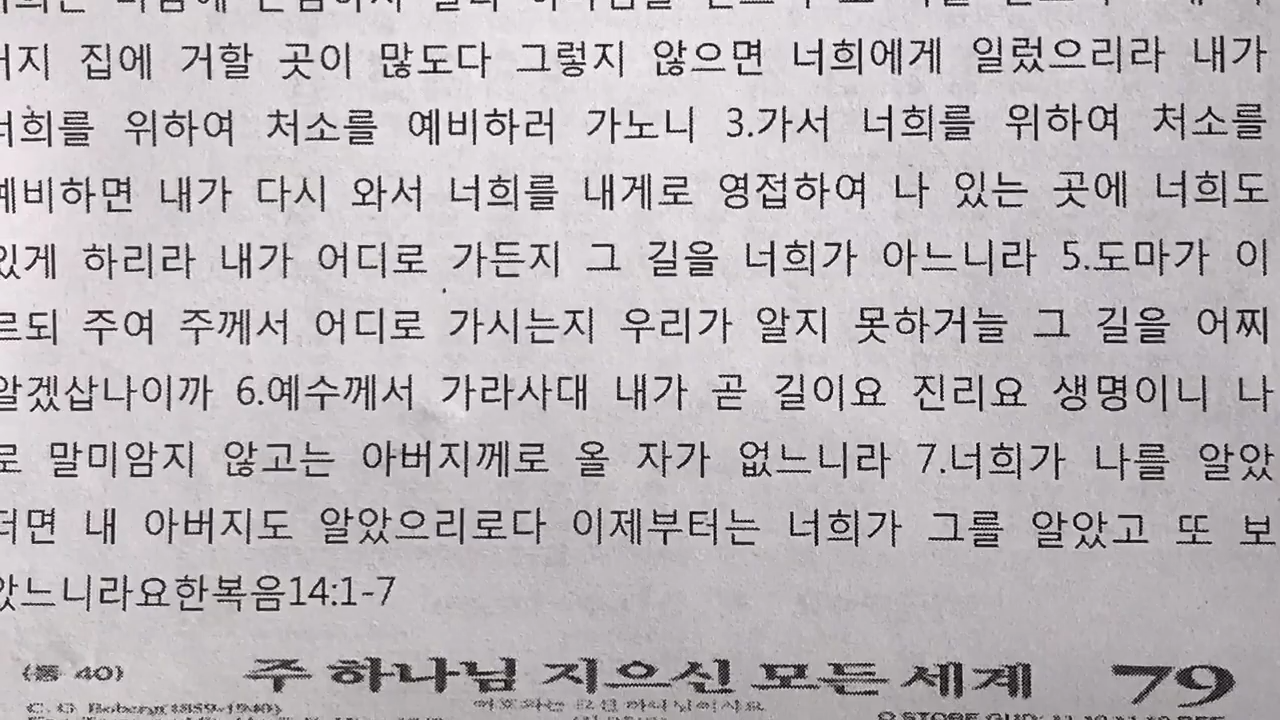 버지 집에 거할 곳이 많도다 그렇지 않으면 너희에게 일렀으리라 내가
너희를 위하여 처소를 예비하러 가노니 3.가서 너희를 위하여 처소를
예비하면 내가 다시 와서 너희를 내게로 영접하여 나 있는 곳에 너희도
있게 하리라 내가 어디로 가든지 그 길을 너희가 아느니라 5.도마가 이
르되 주여 주께서 어디로 가시는지 우리가 알지 못하거늘 그 길을 어찌
알겠삽나이까 6.예수께서 가라사대 내가 곧 길이요 진리요 생명이니 나
로 말미암지 않고는 아버지께로 올 자가 없느니라 7.너희가 나를 알았
더면 내 아버지도 알았으리로다 이제부터는 너희가 그를 알았고 또 보
았느니라요한복음14:1-7
(통 40) 주 하나님 지으신 모든 세계 79
C. G. Boberg(1859-1940)